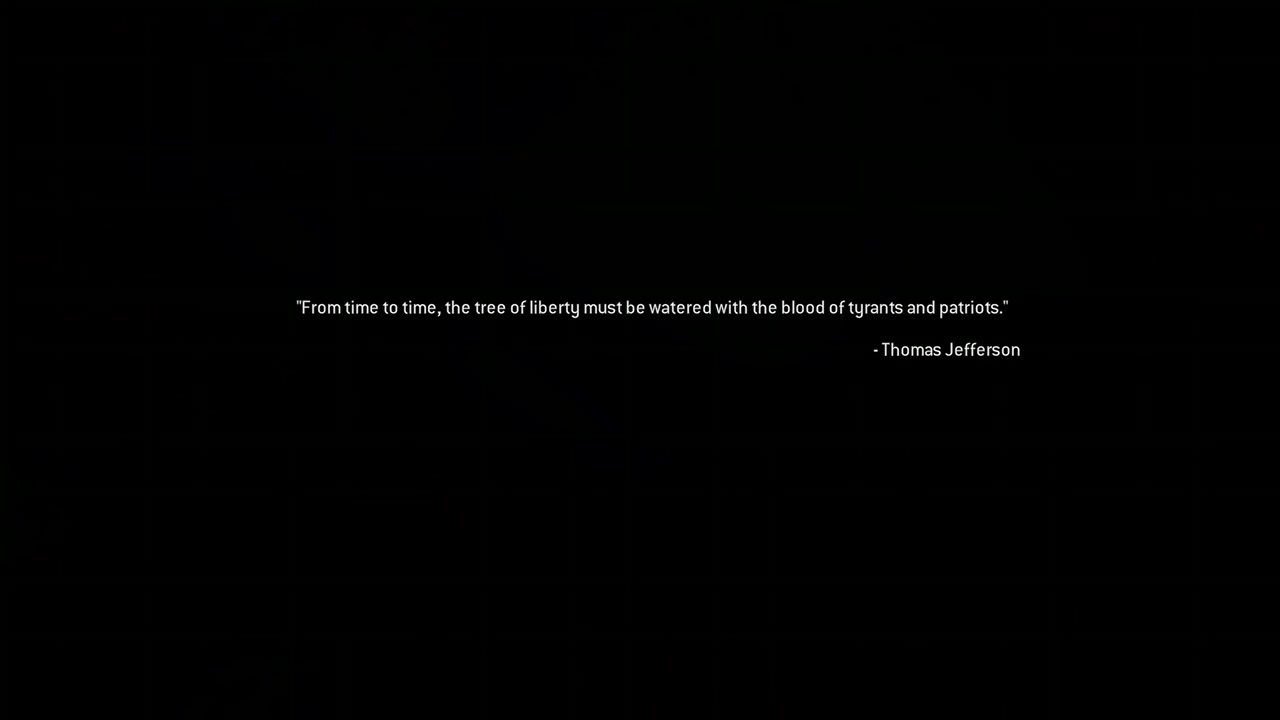 "From time to time, the tree of liberty must be watered with the blood of tyrants and patriots."
- Thomas Jefferson